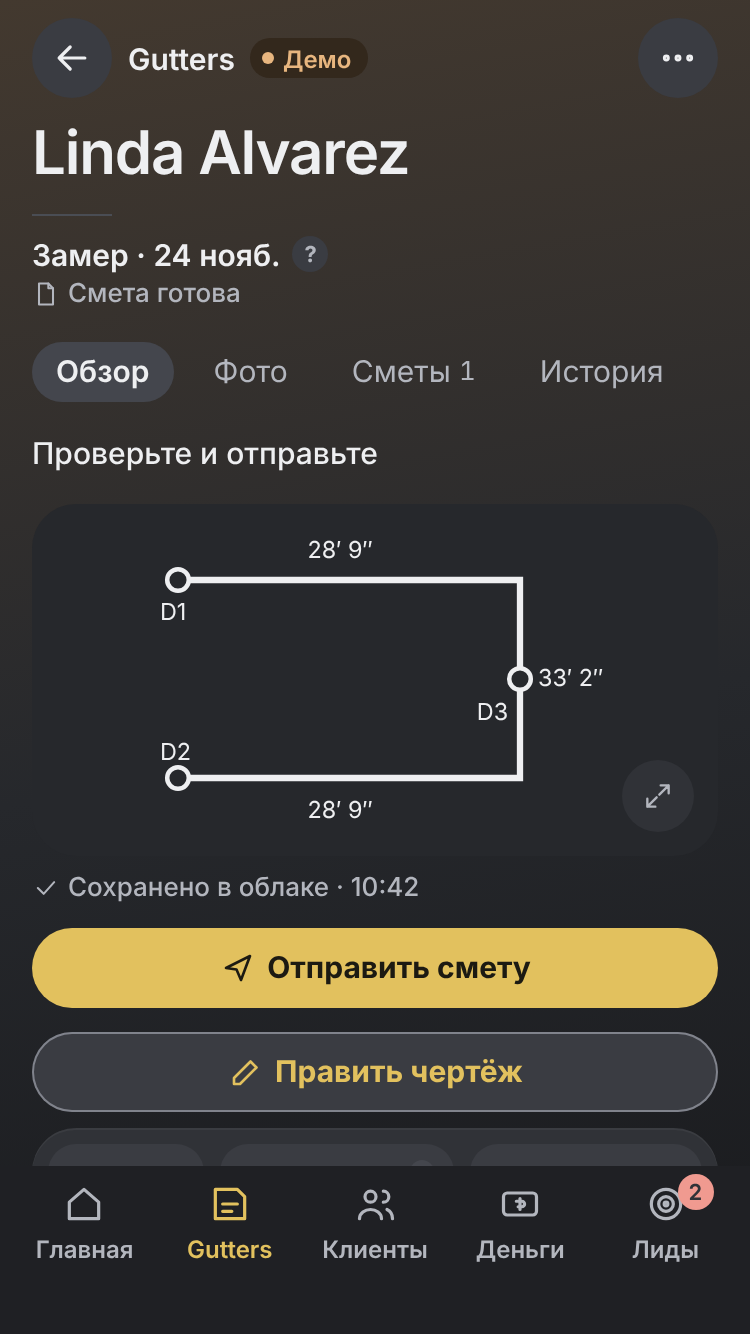 Gutters
Демо
Linda Alvarez
Замер · 24 нояб. ?
Смета готова
Обзор
Фото
Сметы 1
История
Проверьте и отправьте
28′ 9″
D1
33′ 2″
D3
D2
28′ 9″
Сохранено в облаке · 10:42
Отправить смету
Править чертёж
2
Главная
Gutters
Клиенты
Деньги
Лиды